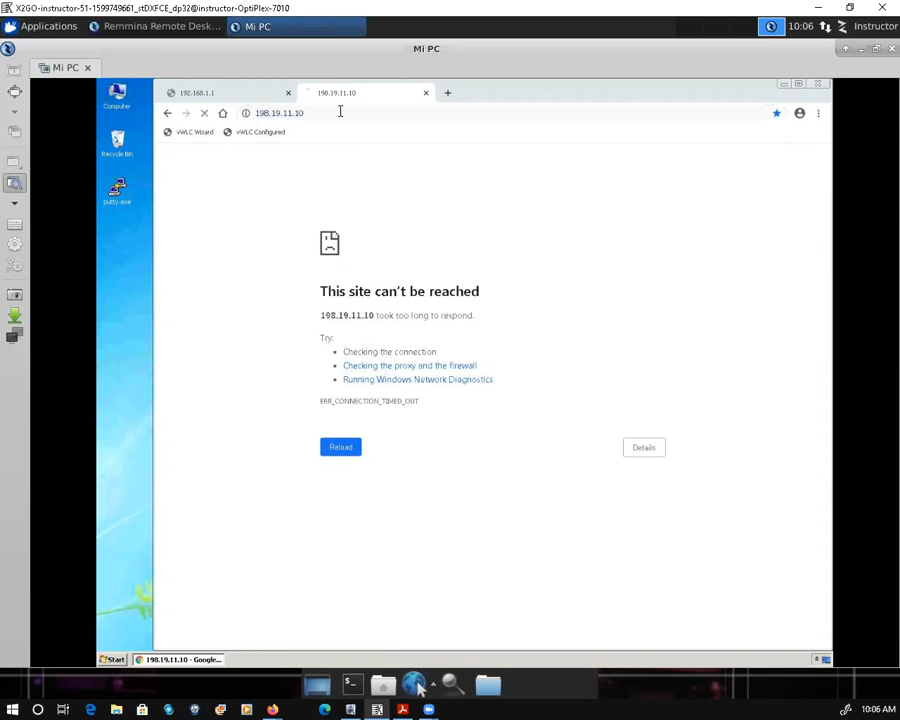 X2GO-instructor-51-1599749661_stDXFCE_dp32@instructor-OptiPlex-7010
Applications
Remmina Remote Desk...
Mi PC
10:06
Instructor
Mi PC
Mi PC
Computer
Recycle Bin
putty.exe
192.168.1.1
198.19.11.10
198.19.11.10
vWLC Wizard
vWLC Configured
This site can't be reached
198.19.11.10 took too long to respond.
Try:
• Checking the connection
• Checking the proxy and the firewall
• Running Windows Network Diagnostics
ERR_CONNECTION_TIMED_OUT
Reload
Details
Start
198.19.11.10 - Google...
10:06 AM